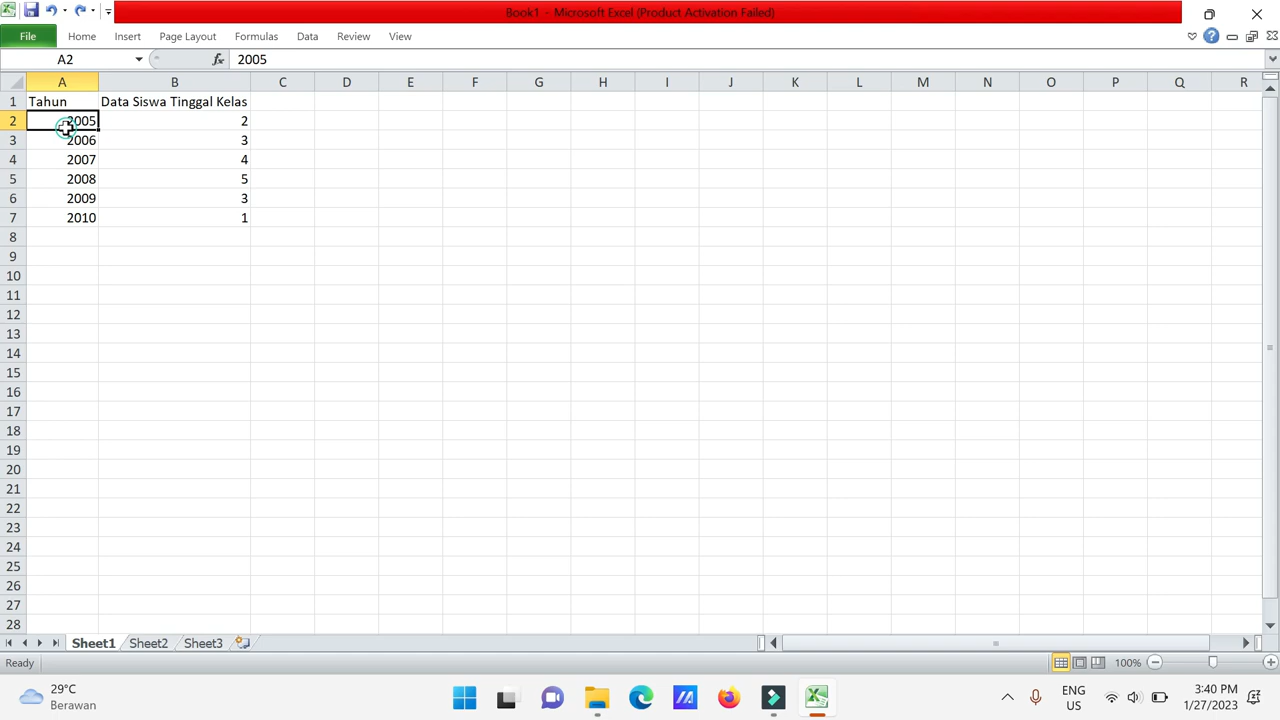 Book1 - Microsoft Excel (Product Activation Failed)
File Home Insert Page Layout Formulas Data Review View
A2 fx 2005
A B C D E F G H I J K L M N O P Q R
1 Tahun Data Siswa Tinggal Kelas
2 2005 2
3 2006 3
4 2007 4
5 2008 5
6 2009 3
7 2010 1
8
9
10
11
12
13
14
15
16
17
18
19
20
21
22
23
24
25
26
27
28
Sheet1 Sheet2 Sheet3
Ready 100%
29°C
Berawan
ENG
US
3:40 PM
1/27/2023